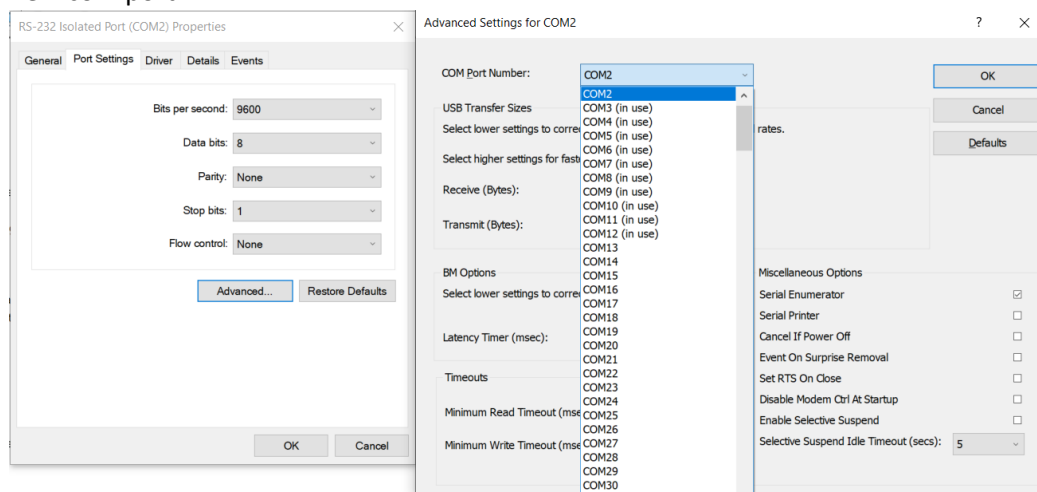 RS-232 Isolated Port (COM2) Properties
General Port Settings Driver Details Events
Bits per second: 9600
Data bits: 8
Parity: None
Stop bits: 1
Flow control: None
Advanced... Restore Defaults
OK Cancel
Advanced Settings for COM2 ?
COM Port Number: COM2
OK
Cancel
Defaults
USB Transfer Sizes
Select lower settings to corre
rates.
Select higher settings for fast
Receive (Bytes):
Transmit (Bytes):
BM Options
Select lower settings to corre
Latency Timer (msec):
Timeouts
Minimum Read Timeout (mse
Minimum Write Timeout (mse
COM2
COM3 (in use)
COM4 (in use)
COM5 (in use)
COM6 (in use)
COM7 (in use)
COM8 (in use)
COM9 (in use)
COM10 (in use)
COM11 (in use)
COM12 (in use)
COM13
COM14
COM15
COM16
COM17
COM18
COM19
COM20
COM21
COM22
COM23
COM24
COM25
COM26
COM27
COM28
COM29
COM30
Miscellaneous Options
Serial Enumerator
Serial Printer
Cancel If Power Off
Event On Surprise Removal
Set RTS On Close
Disable Modem Ctrl At Startup
Enable Selective Suspend
Selective Suspend Idle Timeout (secs): 5